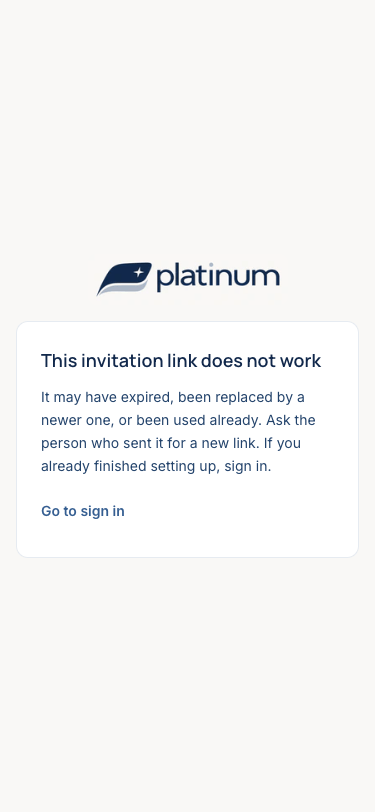 platinum
This invitation link does not work
It may have expired, been replaced by a
newer one, or been used already. Ask the
person who sent it for a new link. If you
already finished setting up, sign in.
Go to sign in